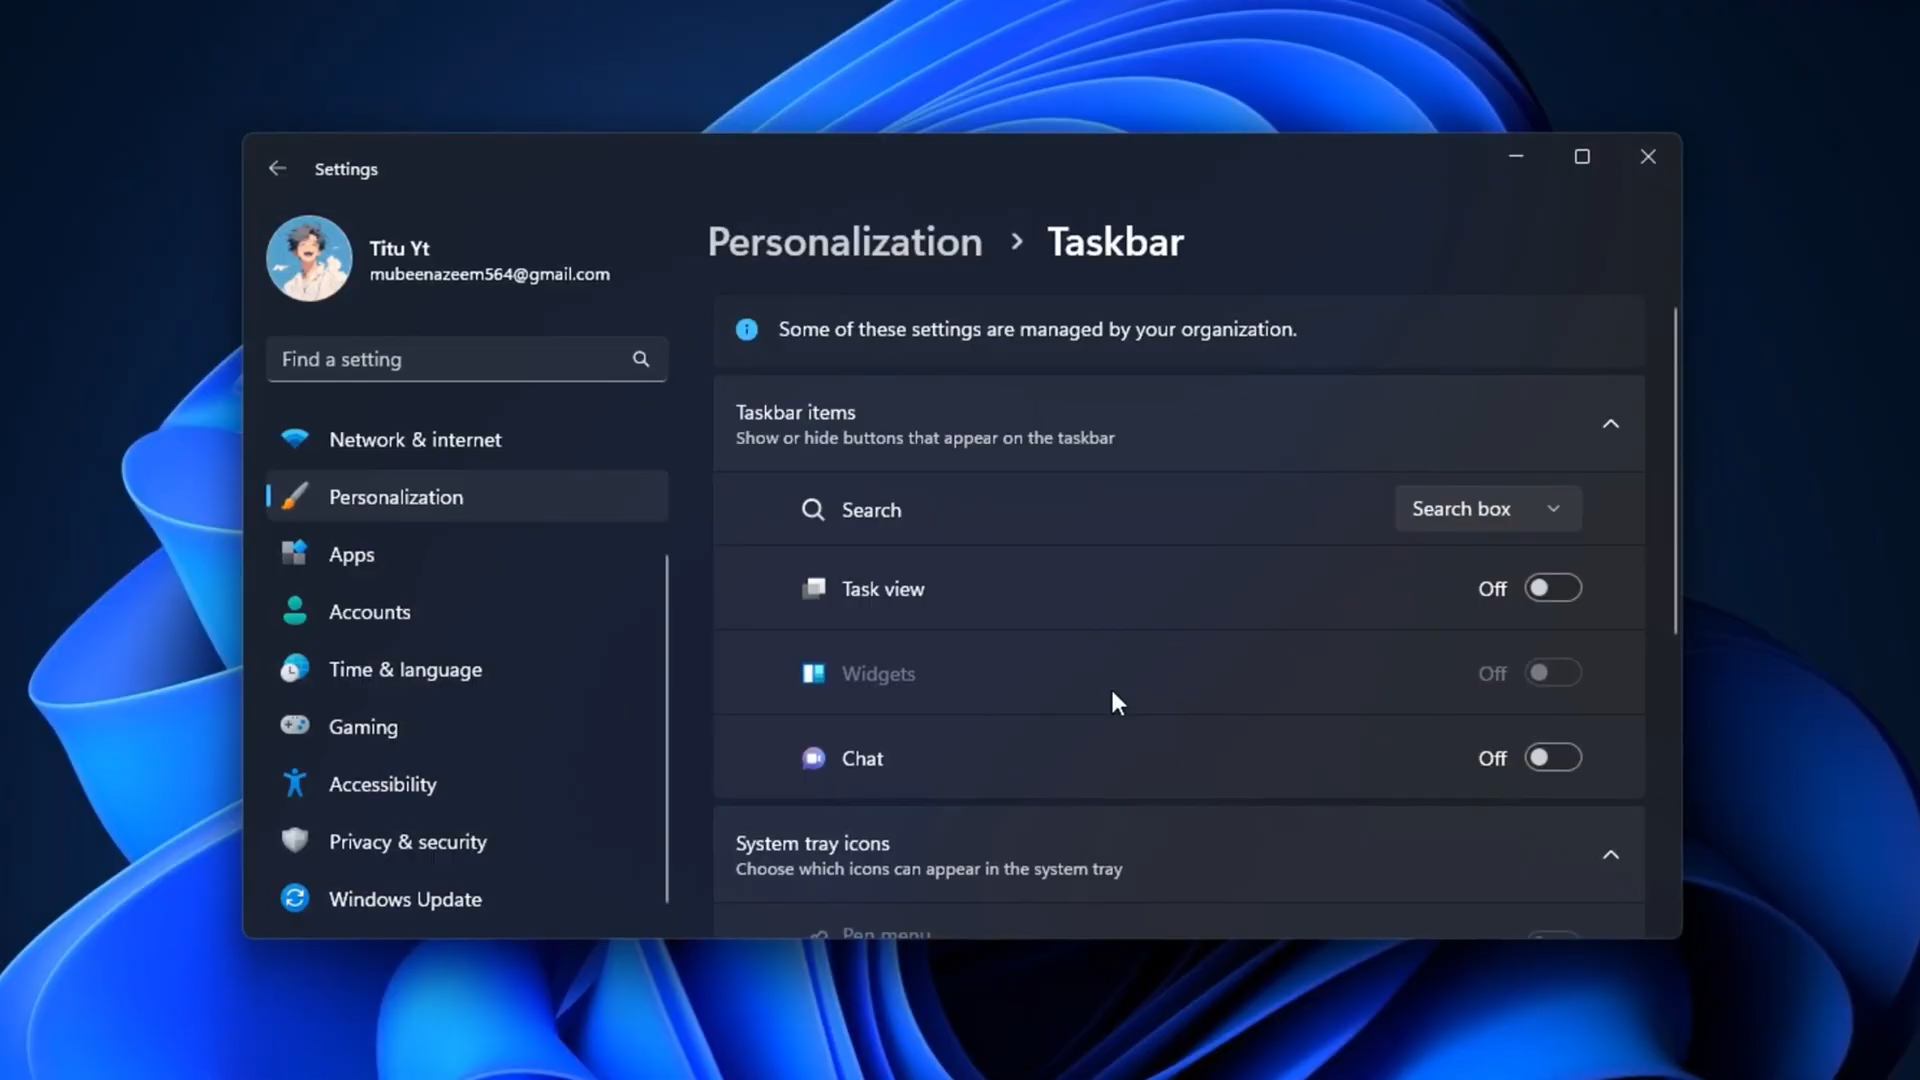 Settings
Titu Yt
mubeenazeem564@gmail.com
Find a setting
Network & internet
Personalization
Apps
Accounts
Time & language
Gaming
Accessibility
Privacy & security
Windows Update
Personalization > Taskbar
Some of these settings are managed by your organization.
Taskbar items
Show or hide buttons that appear on the taskbar
Search
Search box
Task view
Off
Widgets
Off
Chat
Off
System tray icons
Choose which icons can appear in the system tray
Pen menu